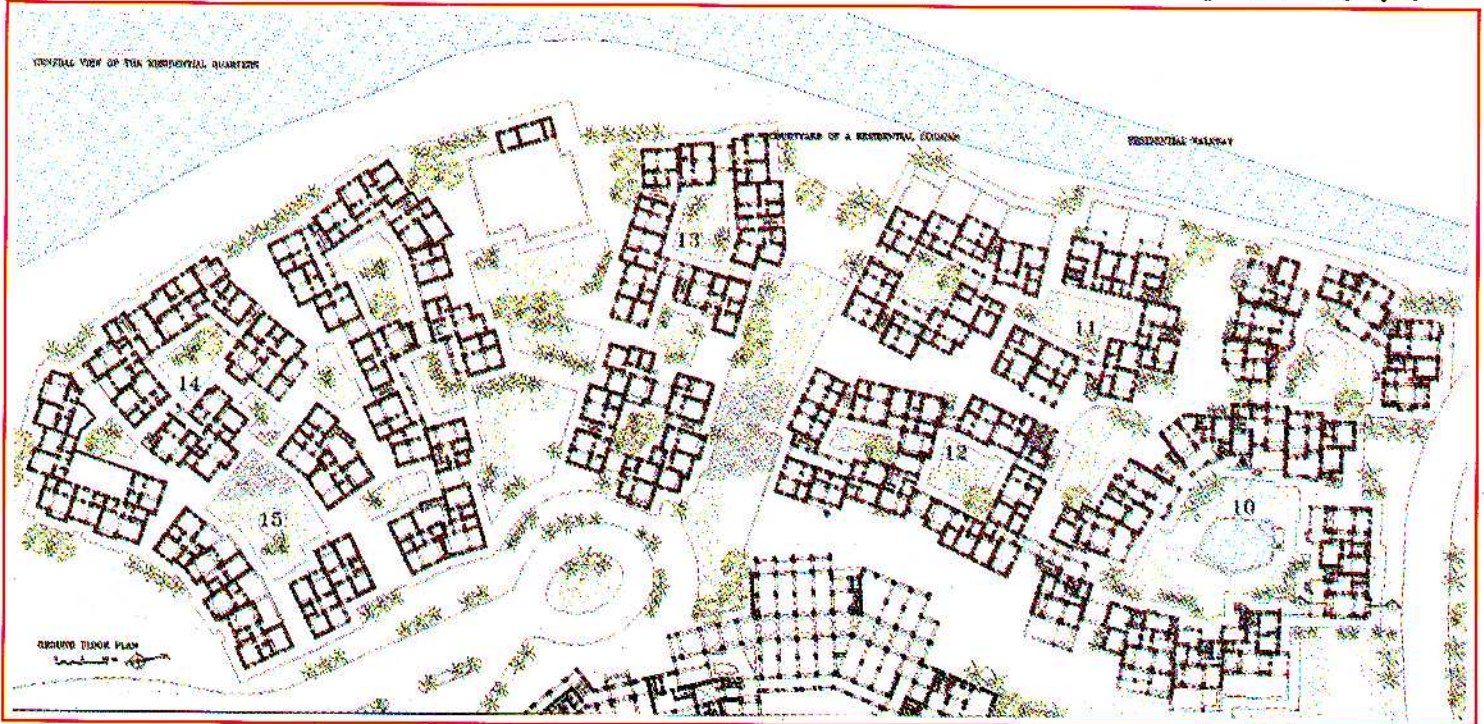 GENERAL VIEW OF THE RESIDENTIAL QUARTERS
COURTYARD OF A RESIDENTIAL BUILDING
RESIDENTIAL WALKWAY
13
11
14
12
10
15
GROUND FLOOR PLAN